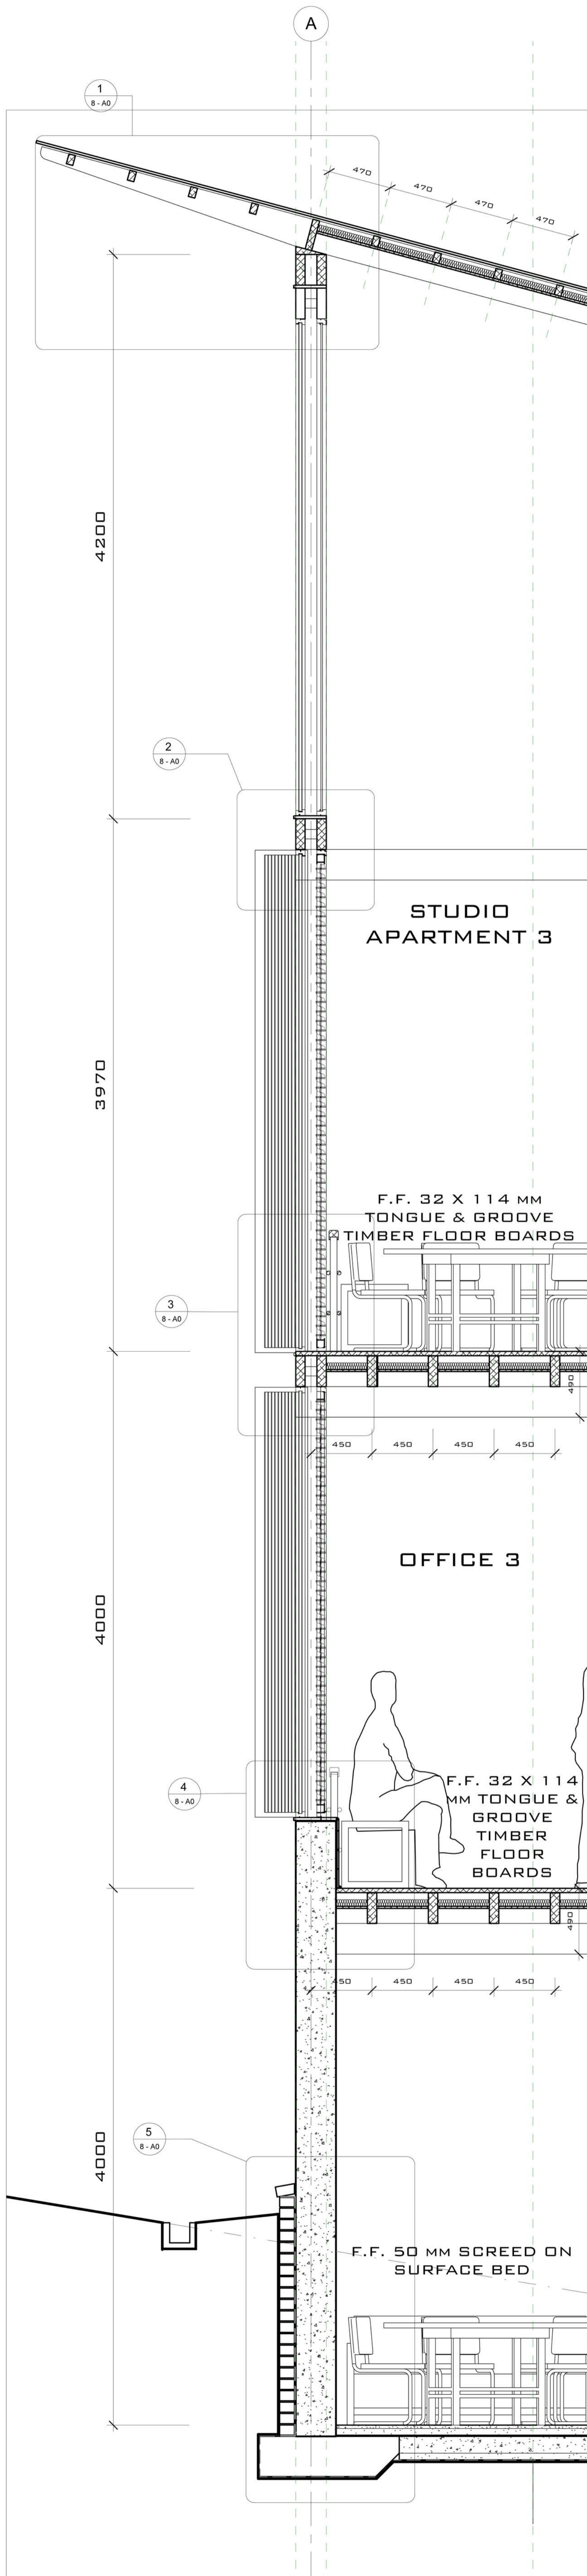 A
1
8 - A0
470
470
470
470
4200
2
8 - A0
STUDIO
APARTMENT 3
3970
F.F. 32 X 114 MM
TONGUE & GROOVE
TIMBER FLOOR BOARDS
3
8 - A0
490
450
450
450
450
OFFICE 3
4000
4
8 - A0
F.F. 32 X 114
MM TONGUE &
GROOVE
TIMBER
FLOOR
BOARDS
490
450
450
450
450
4000
5
8 - A0
F.F. 50 MM SCREED ON
SURFACE BED